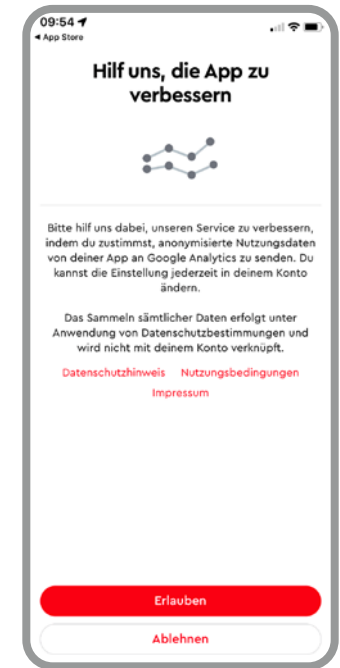 09:54
◀ App Store
Hilf uns, die App zu
verbessern
Bitte hilf uns dabei, unseren Service zu verbessern,
indem du zustimmst, anonymisierte Nutzungsdaten
von deiner App an Google Analytics zu senden. Du
kannst die Einstellung jederzeit in deinem Konto
ändern.
Das Sammeln sämtlicher Daten erfolgt unter
Anwendung von Datenschutzbestimmungen und
wird nicht mit deinem Konto verknüpft.
Datenschutzhinweis Nutzungsbedingungen
Impressum
Erlauben
Ablehnen